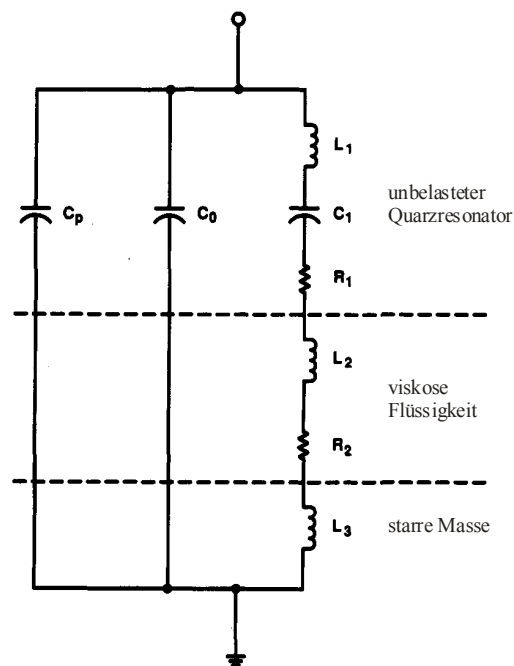 L1
Cp
C0
C1
unbelasteter
Quarzresonator
R1
L2
viskose
Flüssigkeit
R2
L3
starre Masse